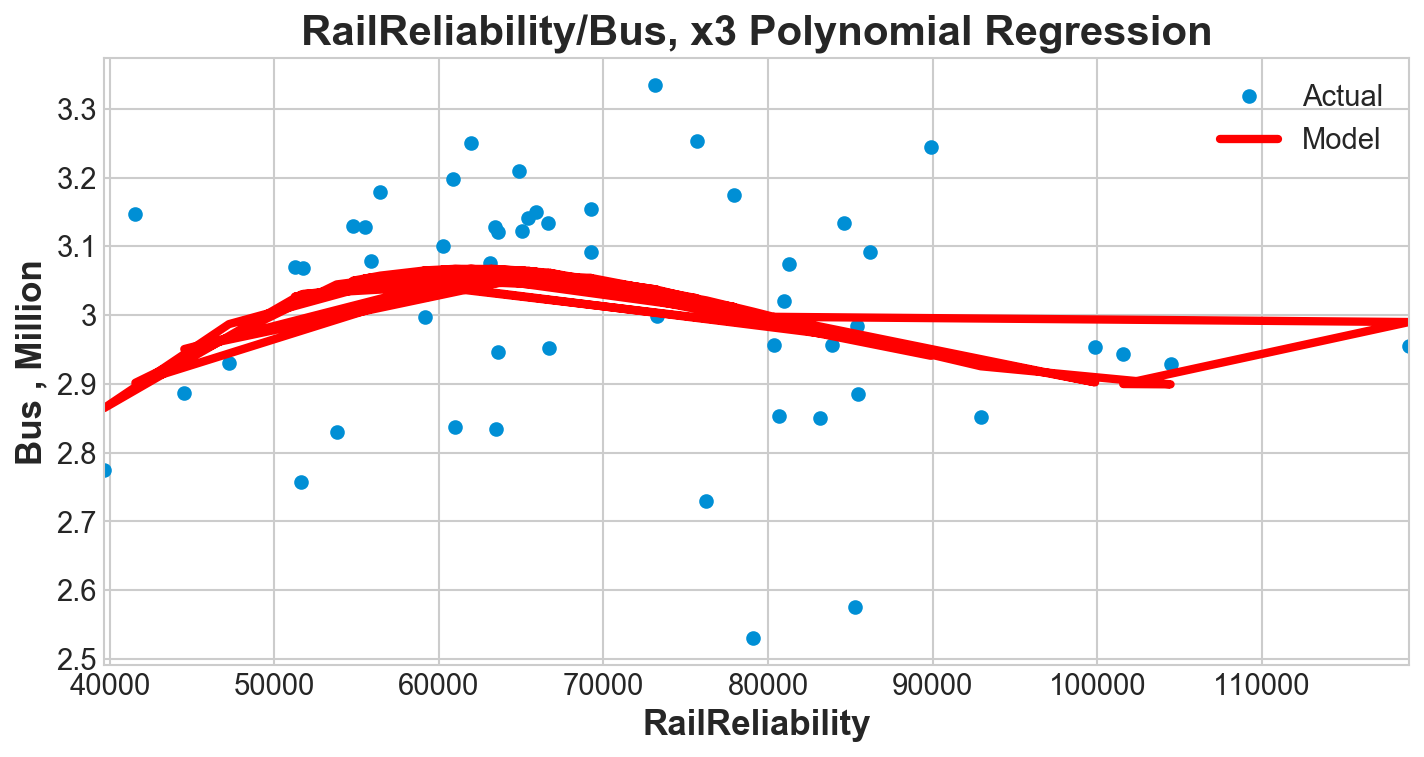 RailReliability/Bus, x3 Polynomial Regression
Actual
Model
3.3
3.2
3.1
3
2.9
2.8
2.7
2.6
2.5
Bus , Million
40000 50000 60000 70000 80000 90000 100000 110000
RailReliability